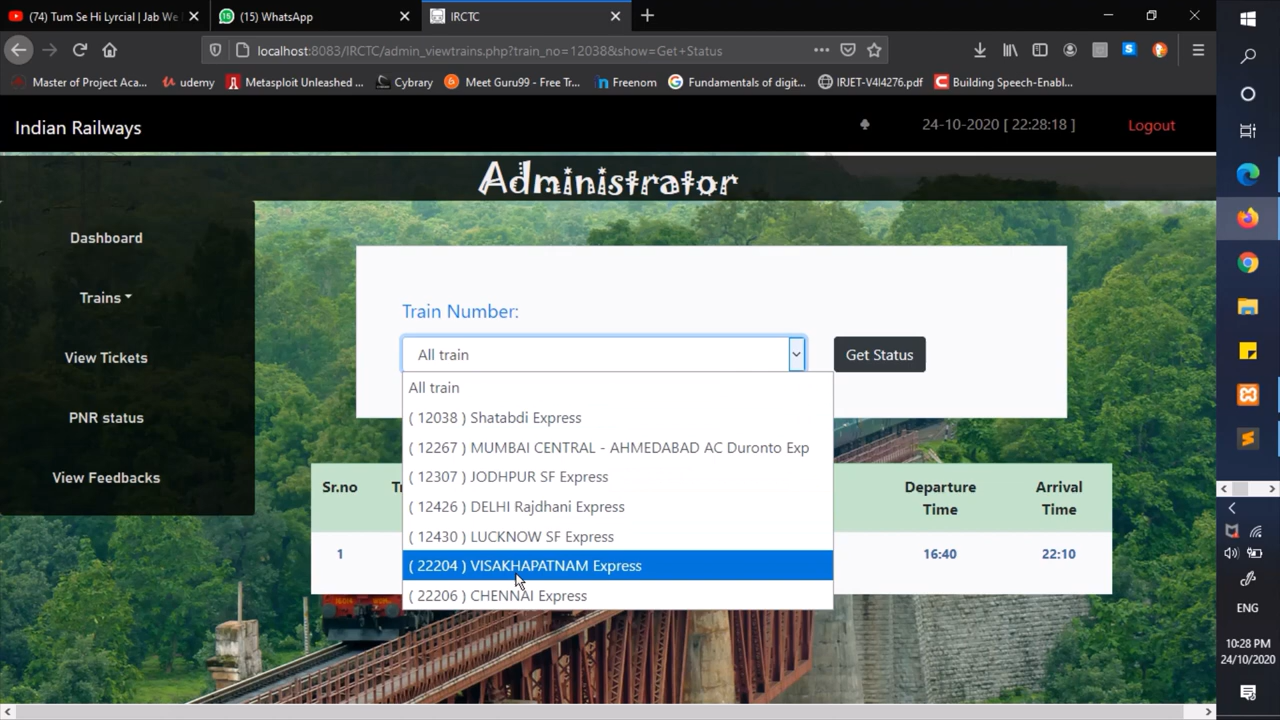 (74) Tum Se Hi Lyrcial | Jab We
(15) WhatsApp
IRCTC
localhost:8083/IRCTC/admin_viewtrains.php?train_no=12038&show=Get+Status
Master of Project Aca...
udemy
Metasploit Unleashed ...
Cybrary
Meet Guru99 - Free Tr...
Freenom
Fundamentals of digit...
IRJET-V4I4276.pdf
Building Speech-Enabl...
Indian Railways
24-10-2020 [ 22:28:18 ]
Logout
Administrator
Dashboard
Trains
View Tickets
PNR status
View Feedbacks
Train Number:
All train
Get Status
All train
( 12038 ) Shatabdi Express
( 12267 ) MUMBAI CENTRAL - AHMEDABAD AC Duronto Exp
( 12307 ) JODHPUR SF Express
( 12426 ) DELHI Rajdhani Express
( 12430 ) LUCKNOW SF Express
( 22204 ) VISAKHAPATNAM Express
( 22206 ) CHENNAI Express
Sr.no
Departure
Time
Arrival
Time
1
16:40
22:10
ENG
10:28 PM
24/10/2020